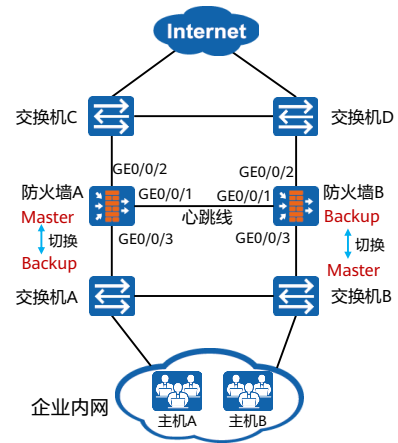 Internet
交换机C
交换机D
GE0/0/2
GE0/0/2
防火墙A
GE0/0/1
GE0/0/1
防火墙B
Master
心跳线
Backup
切换
GE0/0/3
GE0/0/3
切换
Backup
Master
交换机A
交换机B
企业内网
主机A
主机B